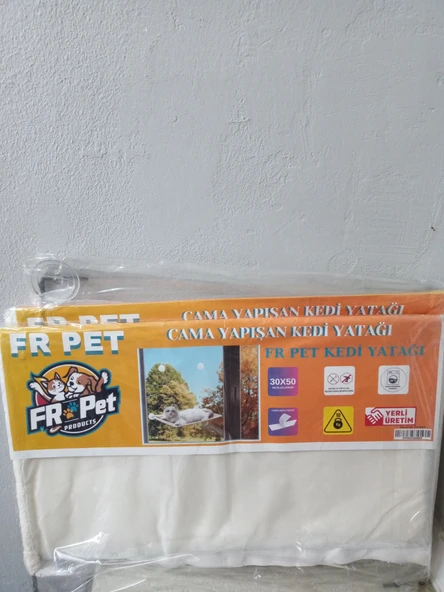 FR PET
CAMA YAPIŞAN KEDİ YATAĞI
FR PET
CAMA YAPIŞAN KEDİ YATAĞI
FR PET KEDİ YATAĞI
FR Pet
PRODUCTS
30X50
YERLİ
ÜRETİM